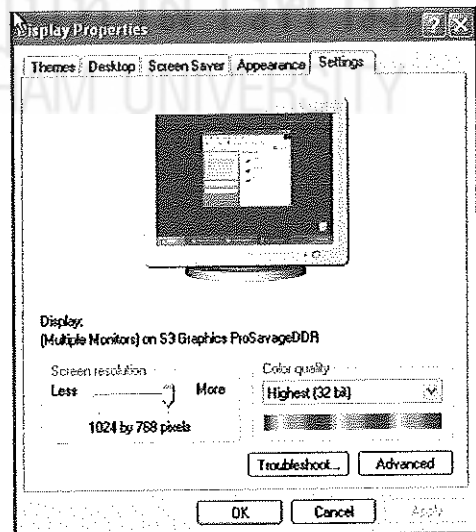 Display Properties
Themes Desktop Screen Saver Appearance Settings
Display:
(Multiple Monitors) on S3 Graphics ProSavageDDR
Screen resolution
Less More
1024 by 768 pixels
Color quality
Highest (32 bit)
Troubleshoot... Advanced
OK Cancel Apply